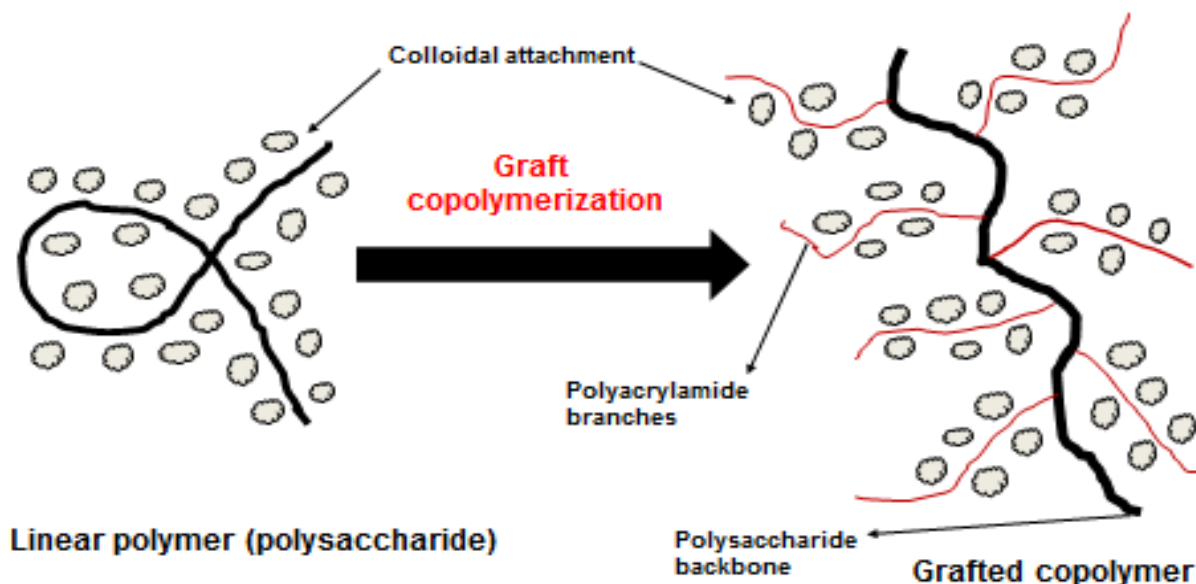 Colloidal attachment
Graft
copolymerization
Polyacrylamide
branches
Linear polymer (polysaccharide)
Polysaccharide
backbone
Grafted copolymer